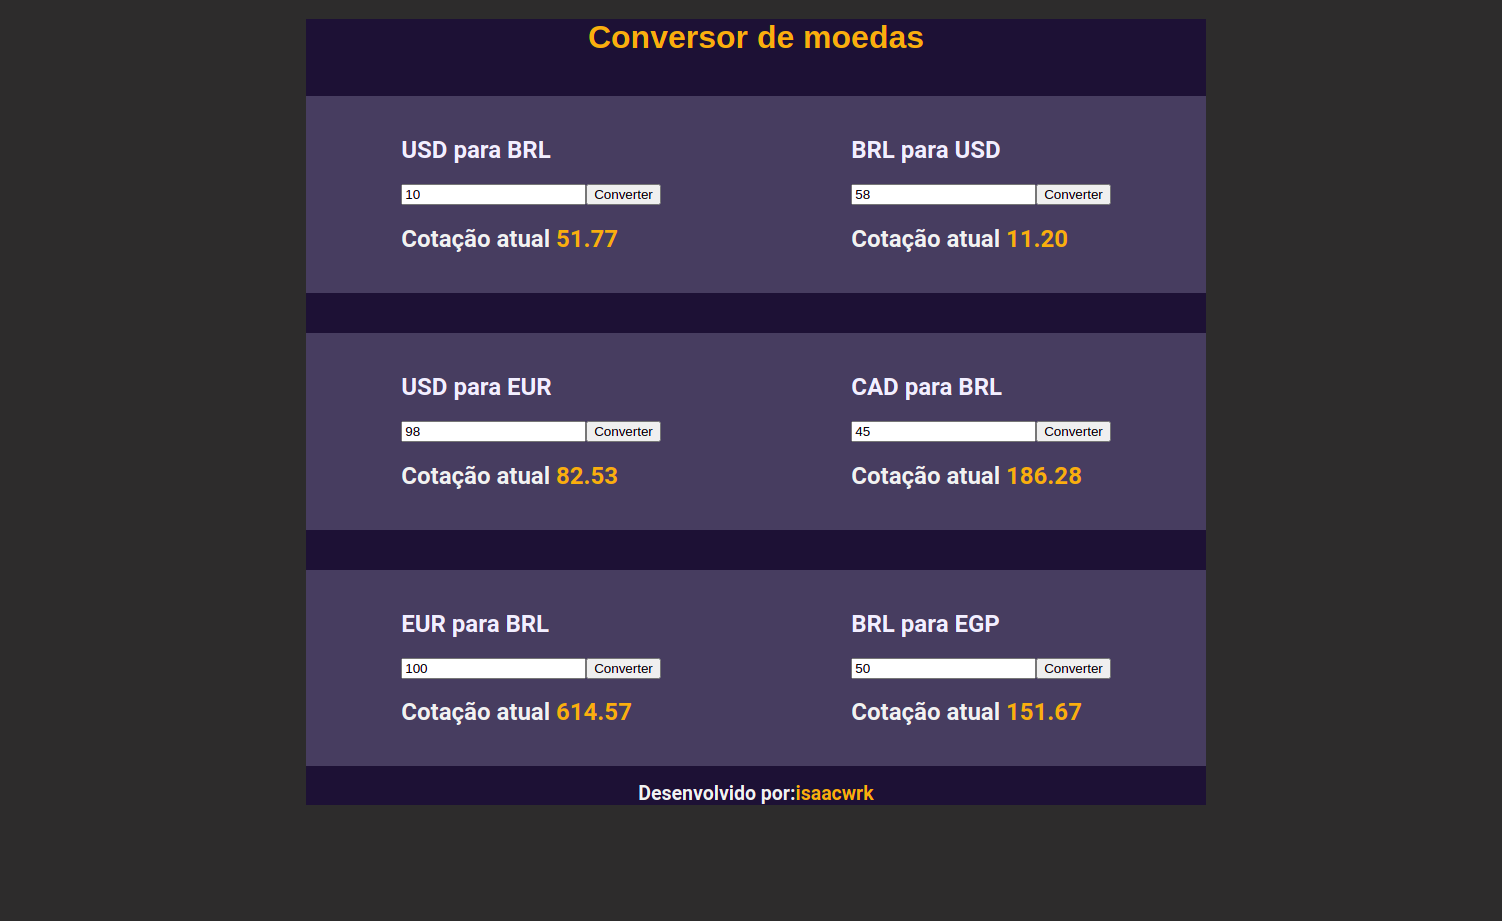 Conversor de moedas
USD para BRL
10 Converter
Cotação atual 51.77
BRL para USD
58 Converter
Cotação atual 11.20
USD para EUR
98 Converter
Cotação atual 82.53
CAD para BRL
45 Converter
Cotação atual 186.28
EUR para BRL
100 Converter
Cotação atual 614.57
BRL para EGP
50 Converter
Cotação atual 151.67
Desenvolvido por:isaacwrk